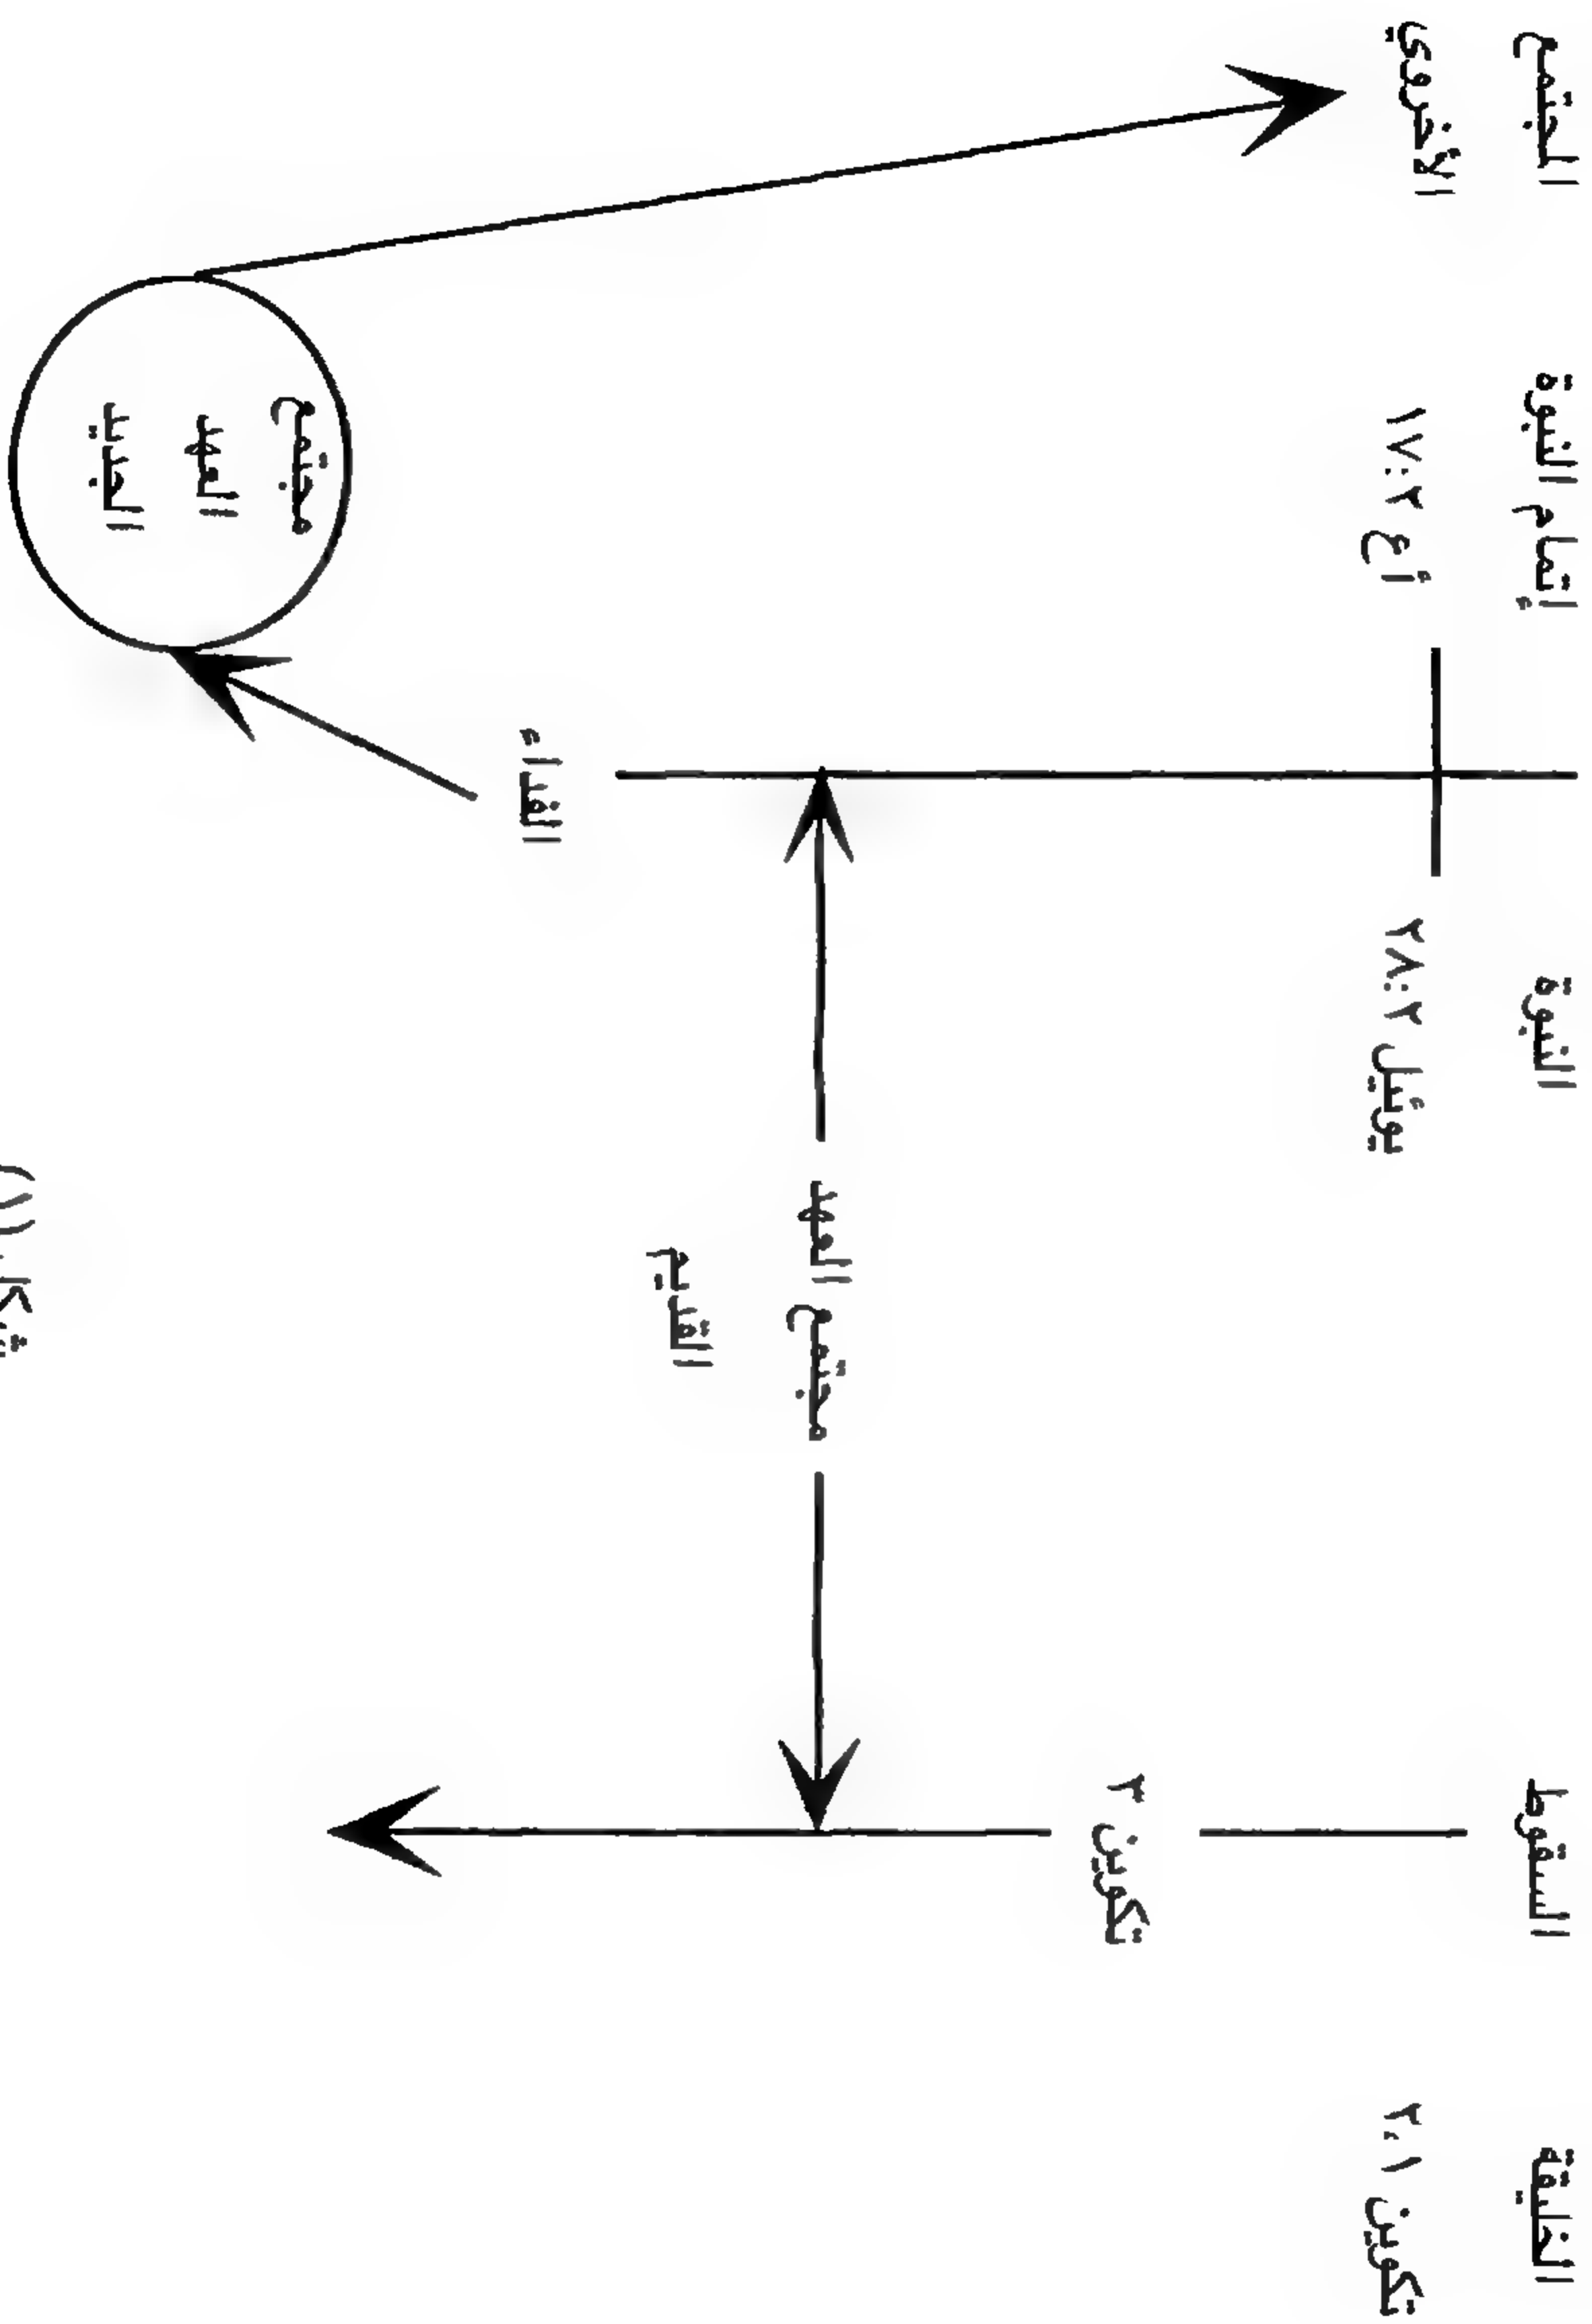 الخليقة
تكوين ١، ٢
السقوط
تكوين ٣
النبوة
يوئيل ٢٨:٢
إتمام النبوة
أع ١٧:٢
المجتمع
الأخروي
مجتمع العهد
القديم
الفداء
مجتمع
العهد
الجديد
شكل (١)